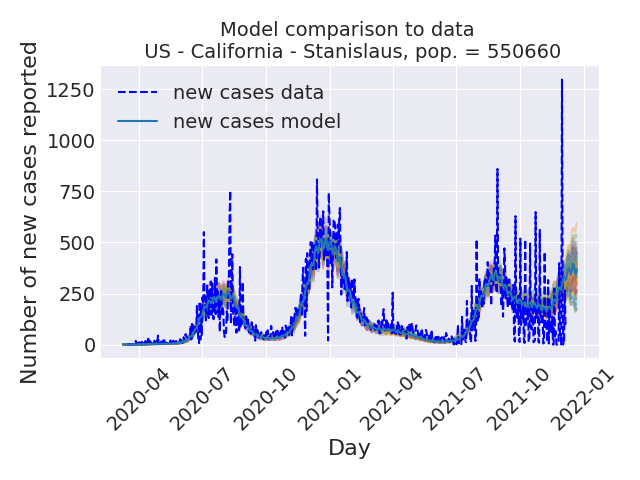 Model comparison to data
US - California - Stanislaus, pop. = 550660
Number of new cases reported
1250
1000
750
500
250
0
new cases data
new cases model
2020-04
2020-07
2020-10
2021-01
2021-04
2021-07
2021-10
2022-01
Day